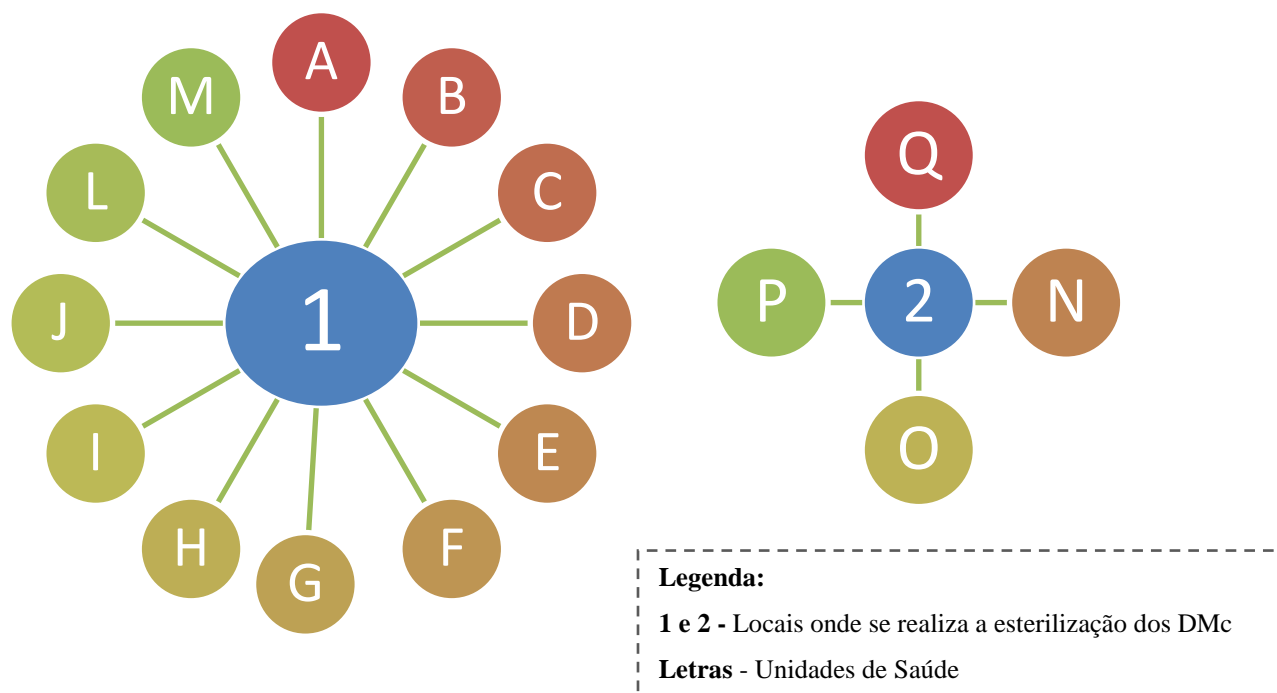 A
B
C
D
E
F
G
H
I
J
L
M
1
Q
P
2
N
O
Legenda:
1 e 2 - Locais onde se realiza a esterilização dos DMc
Letras - Unidades de Saúde